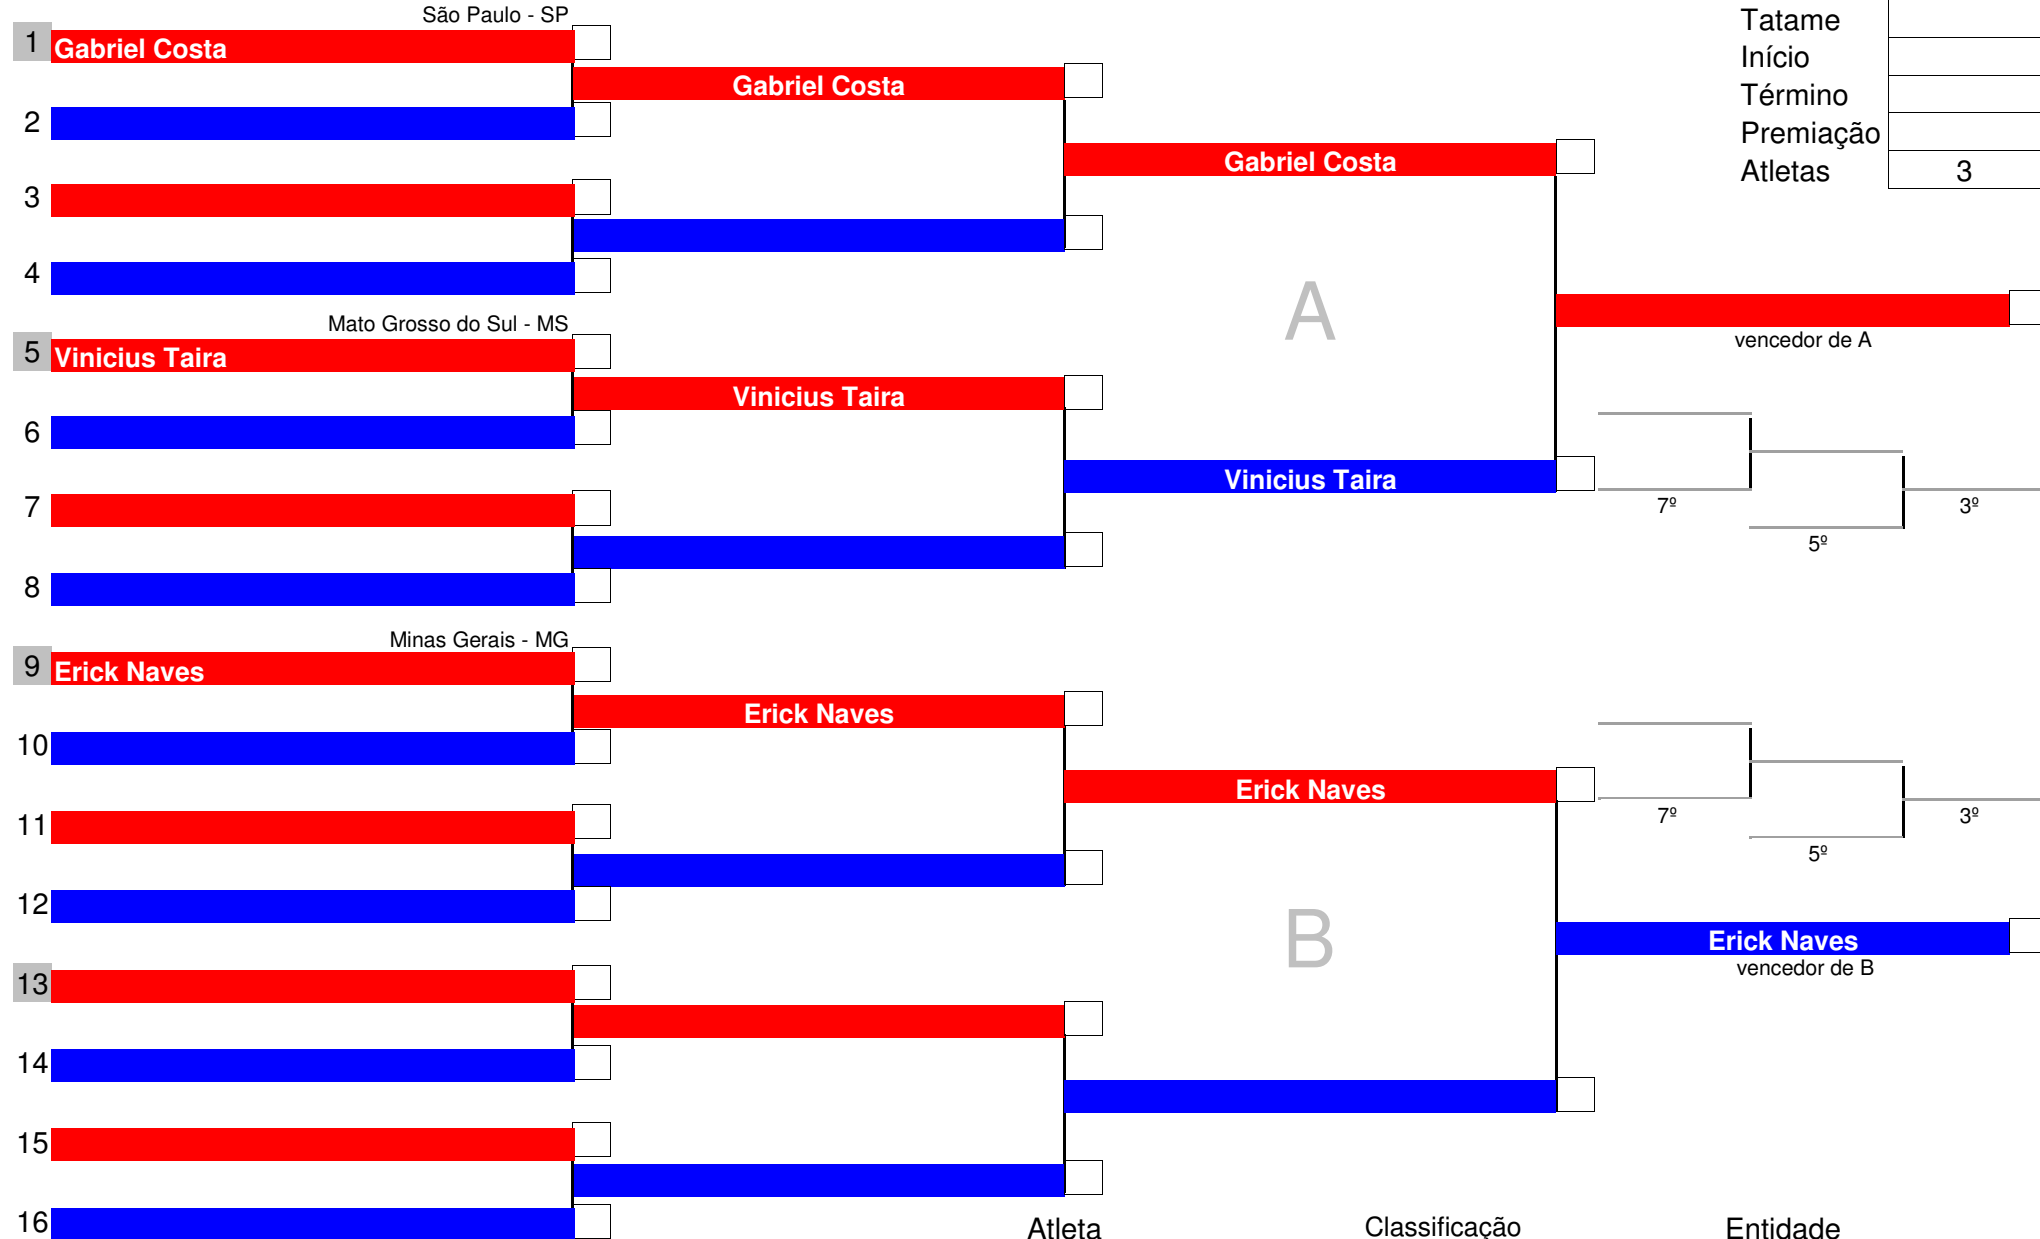 São Paulo - SP
1 Gabriel Costa
Gabriel Costa
2
Gabriel Costa
3
4
Mato Grosso do Sul - MS
5 Vinicius Taira
Vinicius Taira
6
Vinicius Taira
7
8
A
Tatame
Início
Término
Premiação
Atletas 3
vencedor de A
7º
5º
3º
Minas Gerais - MG
9 Erick Naves
Erick Naves
10
Erick Naves
11
12
B
7º
5º
3º
Erick Naves
vencedor de B
13
14
15
16
Atleta Classificação Entidade